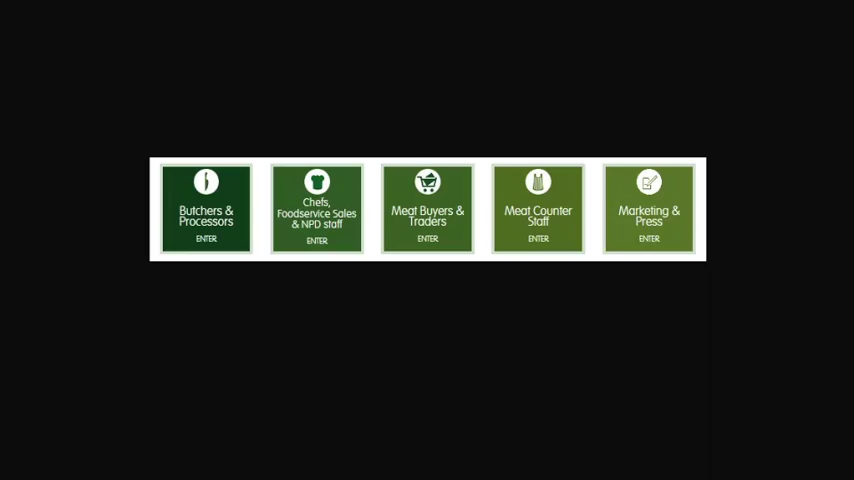 Butchers &
Processors
ENTER
Chefs,
Foodservice Sales
& NPD staff
ENTER
Meat Buyers &
Traders
ENTER
Meat Counter
Staff
ENTER
Marketing &
Press
ENTER